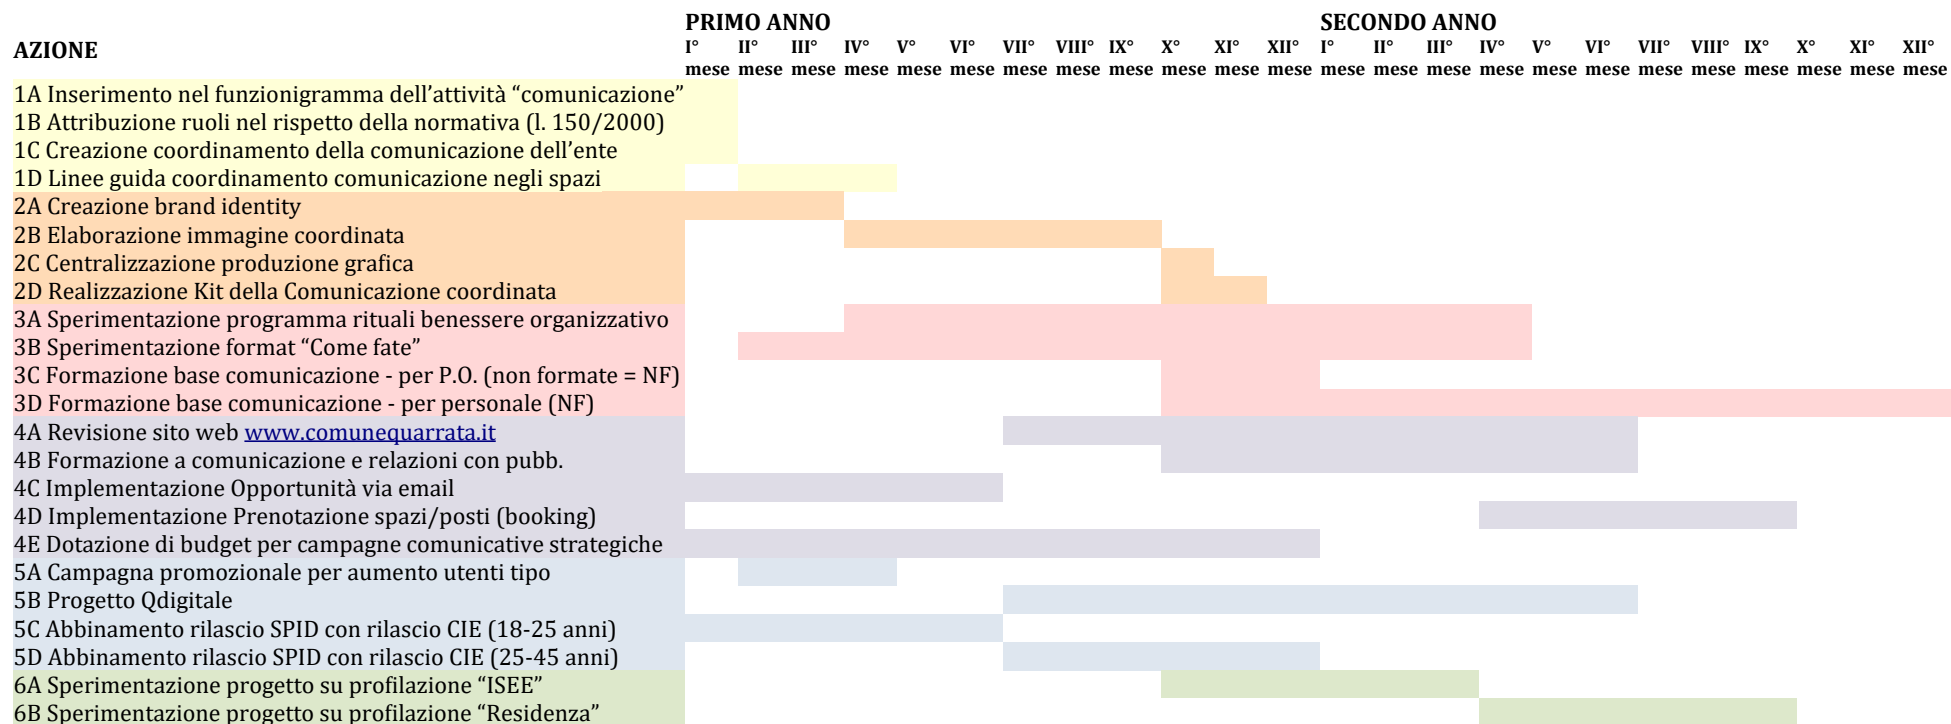 PRIMO ANNO SECONDO ANNO
AZIONE I° II° III° IV° V° VI° VII° VIII° IX° X° XI° XII° I° II° III° IV° V° VI° VII° VIII° IX° X° XI° XII°
mese mese mese mese mese mese mese mese mese mese mese mese mese mese mese mese mese mese mese mese mese mese mese mese
1A Inserimento nel funzionigramma dell’attività “comunicazione”
1B Attribuzione ruoli nel rispetto della normativa (l. 150/2000)
1C Creazione coordinamento della comunicazione dell’ente
1D Linee guida coordinamento comunicazione negli spazi
2A Creazione brand identity
2B Elaborazione immagine coordinata
2C Centralizzazione produzione grafica
2D Realizzazione Kit della Comunicazione coordinata
3A Sperimentazione programma rituali benessere organizzativo
3B Sperimentazione format “Come fate”
3C Formazione base comunicazione - per P.O. (non formate = NF)
3D Formazione base comunicazione - per personale (NF)
4A Revisione sito web www.comunequarrata.it
4B Formazione a comunicazione e relazioni con pubb.
4C Implementazione Opportunità via email
4D Implementazione Prenotazione spazi/posti (booking)
4E Dotazione di budget per campagne comunicative strategiche
5A Campagna promozionale per aumento utenti tipo
5B Progetto Qdigitale
5C Abbinamento rilascio SPID con rilascio CIE (18-25 anni)
5D Abbinamento rilascio SPID con rilascio CIE (25-45 anni)
6A Sperimentazione progetto su profilazione “ISEE”
6B Sperimentazione progetto su profilazione “Residenza”